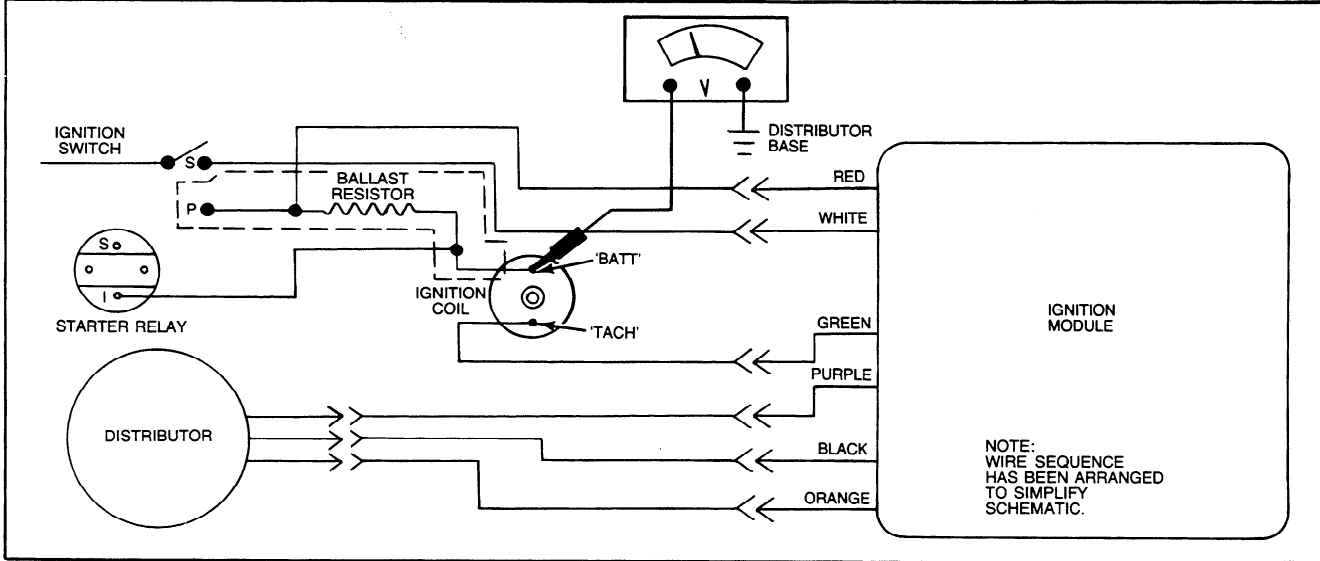 V
DISTRIBUTOR
BASE
IGNITION
SWITCH
S
BALLAST
RESISTOR
P
RED
WHITE
S
'BATT'
I
IGNITION
COIL
STARTER RELAY
'TACH'
GREEN
PURPLE
IGNITION
MODULE
DISTRIBUTOR
BLACK
ORANGE
NOTE:
WIRE SEQUENCE
HAS BEEN ARRANGED
TO SIMPLIFY
SCHEMATIC.